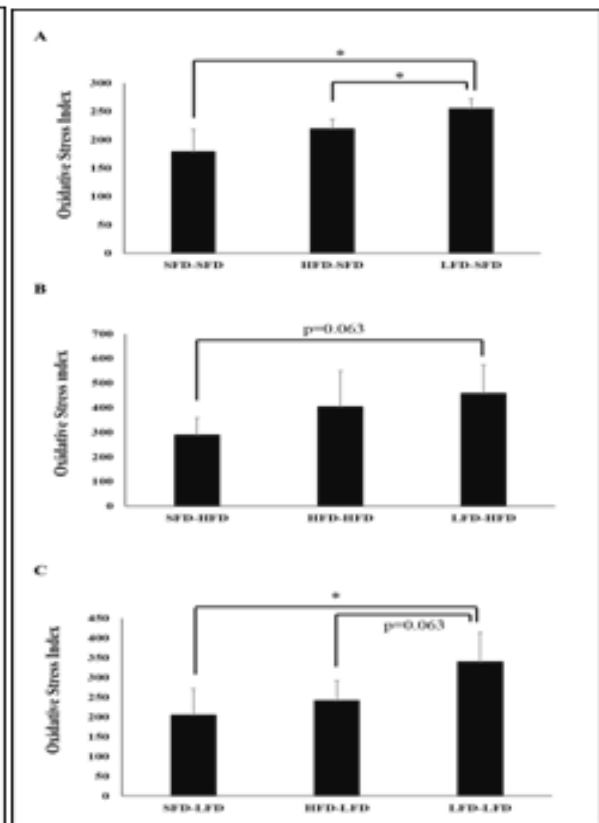 A
*
*
Oxidative Stress Index
300
250
200
150
100
50
0
SFD-SFD HFD-SFD LFD-SFD
B
p=0.063
Oxidative Stress index
700
600
500
400
300
200
100
0
SFD-HFD HFD-HFD LFD-HFD
C
*
p=0.063
Oxidative Stress Index
450
400
350
300
250
200
150
100
50
0
SFD-LFD HFD-LFD LFD-LFD